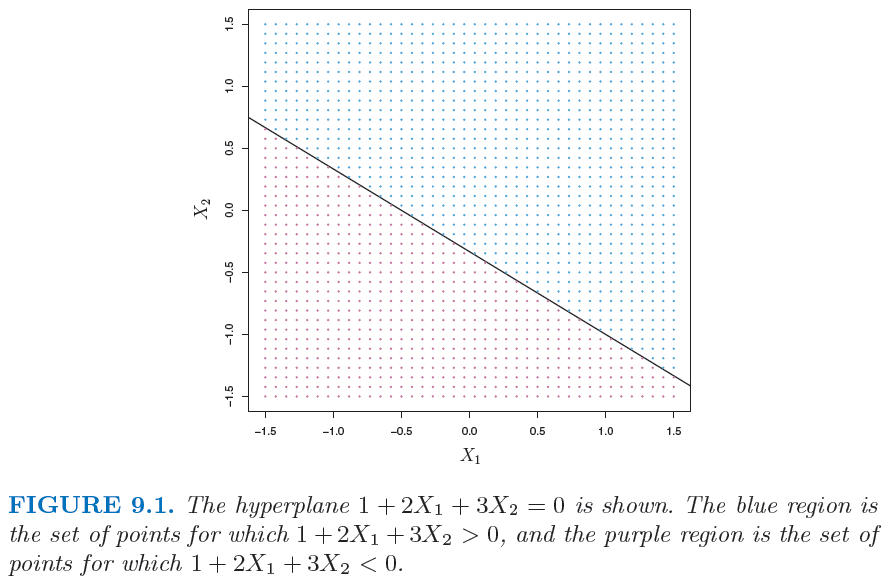 1.5
1.0
0.5
0.0
−0.5
−1.0
−1.5
X₂
−1.5 −1.0 −0.5 0.0 0.5 1.0 1.5
X₁
FIGURE 9.1. The hyperplane 1 + 2X₁ + 3X₂ = 0 is shown. The blue region is
the set of points for which 1 + 2X₁ + 3X₂ > 0, and the purple region is the set of
points for which 1 + 2X₁ + 3X₂ < 0.